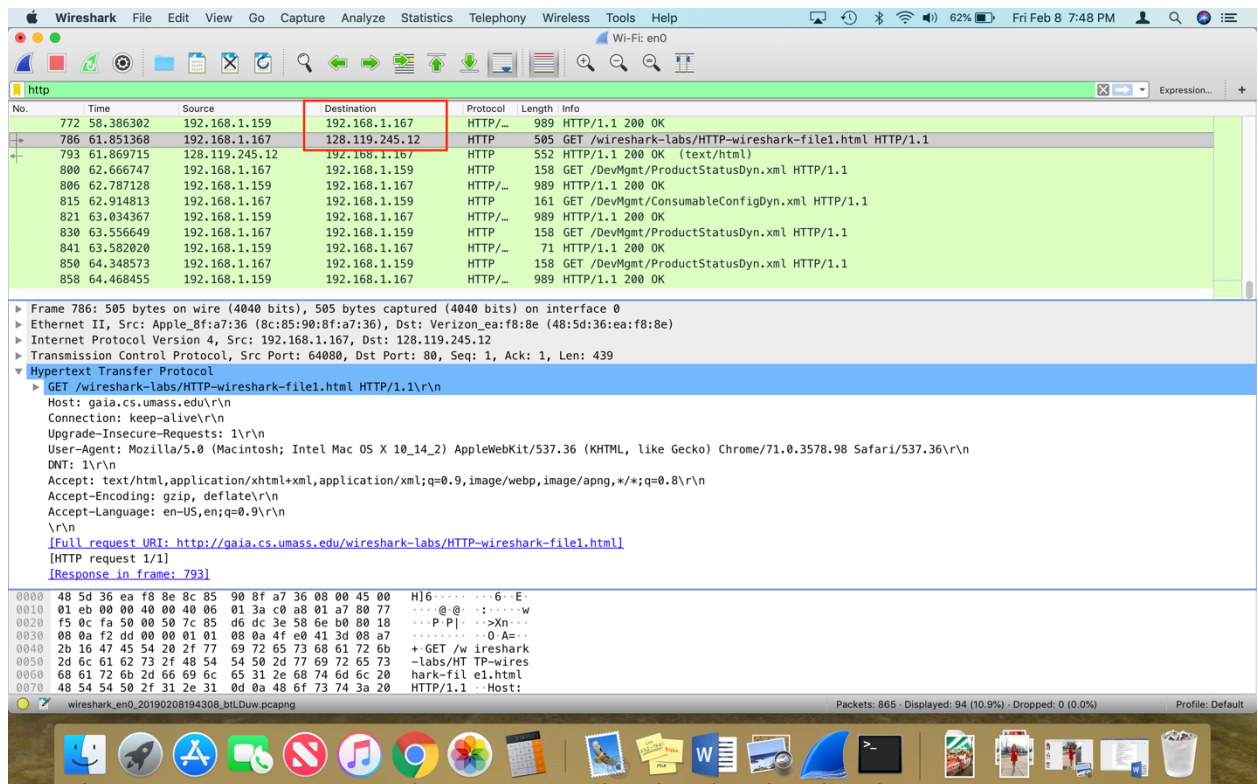 Wireshark File Edit View Go Capture Analyze Statistics Telephony Wireless Tools Help 62% Fri Feb 8 7:48 PM
Wi-Fi: en0
http Expression... +
No. Time Source Destination Protocol Length Info
772 58.386302 192.168.1.159 192.168.1.167 HTTP/… 989 HTTP/1.1 200 OK
786 61.851368 192.168.1.167 128.119.245.12 HTTP 505 GET /wireshark-labs/HTTP-wireshark-file1.html HTTP/1.1
793 61.869715 128.119.245.12 192.168.1.167 HTTP 552 HTTP/1.1 200 OK (text/html)
800 62.666747 192.168.1.167 192.168.1.159 HTTP 158 GET /DevMgmt/ProductStatusDyn.xml HTTP/1.1
806 62.787128 192.168.1.159 192.168.1.167 HTTP/… 989 HTTP/1.1 200 OK
815 62.914813 192.168.1.167 192.168.1.159 HTTP 161 GET /DevMgmt/ConsumableConfigDyn.xml HTTP/1.1
821 63.034367 192.168.1.159 192.168.1.167 HTTP/… 989 HTTP/1.1 200 OK
830 63.556649 192.168.1.167 192.168.1.159 HTTP 158 GET /DevMgmt/ProductStatusDyn.xml HTTP/1.1
841 63.582020 192.168.1.159 192.168.1.167 HTTP/… 71 HTTP/1.1 200 OK
850 64.348573 192.168.1.167 192.168.1.159 HTTP 158 GET /DevMgmt/ProductStatusDyn.xml HTTP/1.1
858 64.468455 192.168.1.159 192.168.1.167 HTTP/… 989 HTTP/1.1 200 OK
Frame 786: 505 bytes on wire (4040 bits), 505 bytes captured (4040 bits) on interface 0
Ethernet II, Src: Apple_8f:a7:36 (8c:85:90:8f:a7:36), Dst: Verizon_ea:f8:8e (48:5d:36:ea:f8:8e)
Internet Protocol Version 4, Src: 192.168.1.167, Dst: 128.119.245.12
Transmission Control Protocol, Src Port: 64080, Dst Port: 80, Seq: 1, Ack: 1, Len: 439
Hypertext Transfer Protocol
GET /wireshark-labs/HTTP-wireshark-file1.html HTTP/1.1\r\n
Host: gaia.cs.umass.edu\r\n
Connection: keep-alive\r\n
Upgrade-Insecure-Requests: 1\r\n
User-Agent: Mozilla/5.0 (Macintosh; Intel Mac OS X 10_14_2) AppleWebKit/537.36 (KHTML, like Gecko) Chrome/71.0.3578.98 Safari/537.36\r\n
DNT: 1\r\n
Accept: text/html,application/xhtml+xml,application/xml;q=0.9,image/webp,image/apng,*/*;q=0.8\r\n
Accept-Encoding: gzip, deflate\r\n
Accept-Language: en-US,en;q=0.9\r\n
\r\n
[Full request URI: http://gaia.cs.umass.edu/wireshark-labs/HTTP-wireshark-file1.html]
[HTTP request 1/1]
[Response in frame: 793]
0000 48 5d 36 ea f8 8e 8c 85 90 8f a7 36 08 00 45 00 H]6····· ···6··E·
0010 01 eb 00 00 40 00 40 06 01 3a c0 a8 01 a7 80 77 ····@·@· ·:·····w
0020 f5 0c fa 50 00 50 7c 85 d6 dc 3e 58 6e b0 80 18 ···P·P|· ··>Xn···
0030 08 0a f2 dd 00 00 01 01 08 0a 4f e0 41 3d 08 a7 ········ ··O·A=··
0040 2b 16 47 45 54 20 2f 77 69 72 65 73 68 61 72 6b +·GET /w ireshark
0050 2d 6c 61 62 73 2f 48 54 54 50 2d 77 69 72 65 73 -labs/HT TP-wires
0060 68 61 72 6b 2d 66 69 6c 65 31 2e 68 74 6d 6c 20 hark-fil e1.html
0070 48 54 54 50 2f 31 2e 31 0d 0a 48 6f 73 74 3a 20 HTTP/1.1 ··Host:
wireshark_en0_20190208194308_btLDuw.pcapng Packets: 865 · Displayed: 94 (10.9%) · Dropped: 0 (0.0%) Profile: Default